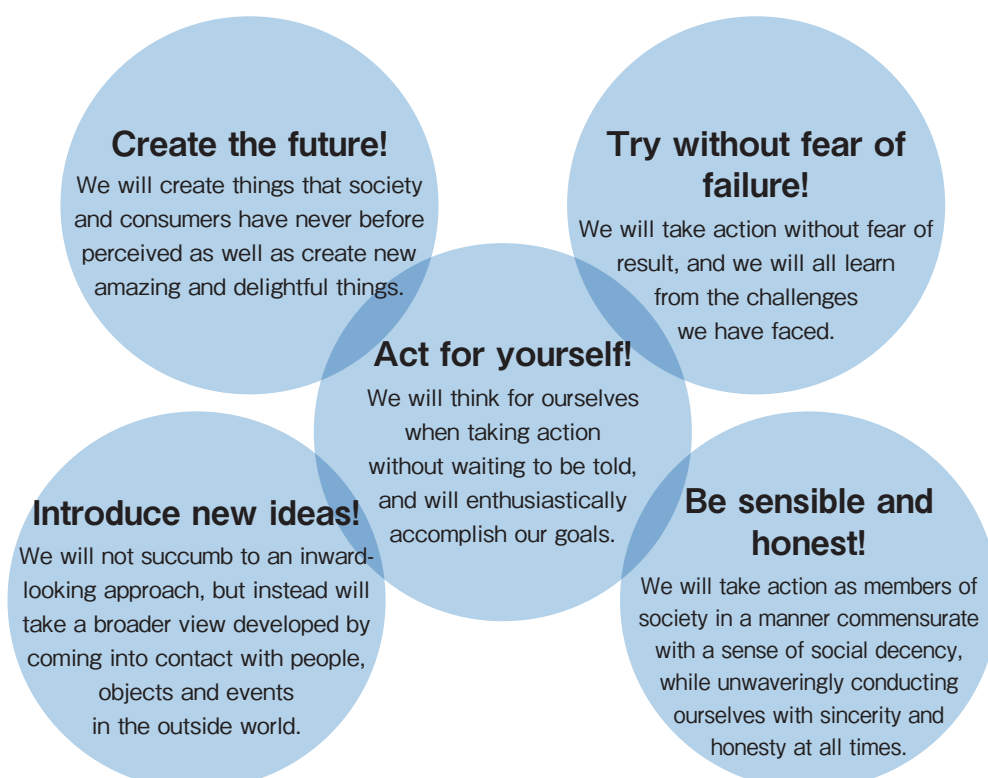 Create the future!
We will create things that society
and consumers have never before
perceived as well as create new
amazing and delightful things.
Try without fear of
failure!
We will take action without fear of
result, and we will all learn
from the challenges
we have faced.
Act for yourself!
We will think for ourselves
when taking action
without waiting to be told,
and will enthusiastically
accomplish our goals.
Introduce new ideas!
We will not succumb to an inward-
looking approach, but instead will
take a broader view developed by
coming into contact with people,
objects and events
in the outside world.
Be sensible and
honest!
We will take action as members of
society in a manner commensurate
with a sense of social decency,
while unwaveringly conducting
ourselves with sincerity and
honesty at all times.